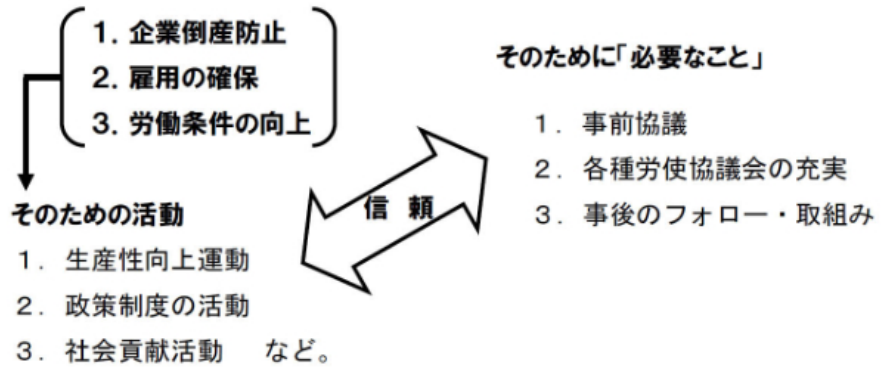 1. 企業倒産防止
2. 雇用の確保
3. 労働条件の向上
そのための活動
1． 生産性向上運動
2． 政策制度の活動
3． 社会貢献活動　など。
信 頼
そのために「必要なこと」
1． 事前協議
2． 各種労使協議会の充実
3． 事後のフォロー・取組み